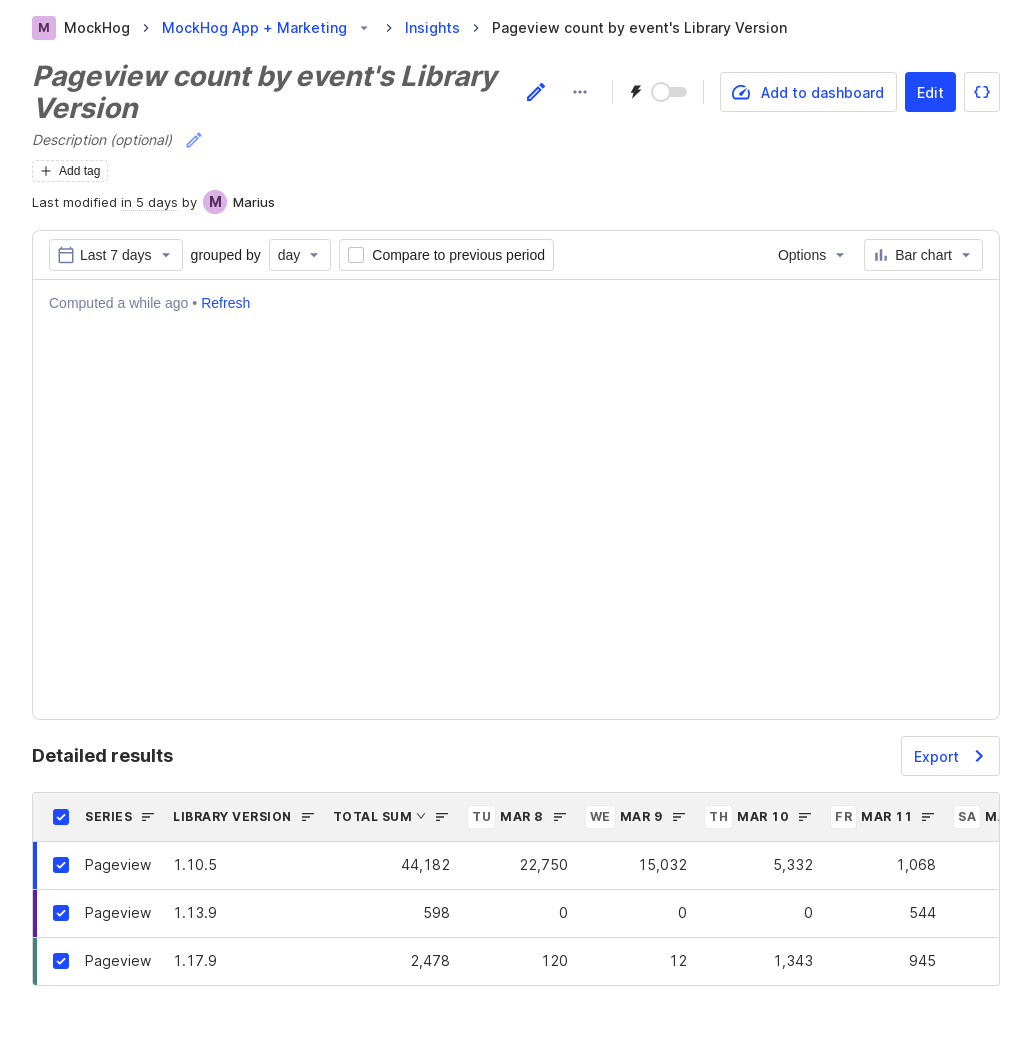 M MockHog MockHog App + Marketing Insights Pageview count by event's Library Version
Pageview count by event's Library
Version
Add to dashboard Edit
Description (optional)
Add tag
Last modified in 5 days by M Marius
Last 7 days grouped by day Compare to previous period Options Bar chart
Computed a while ago • Refresh
Detailed results Export
SERIES LIBRARY VERSION TOTAL SUM TU MAR 8 WE MAR 9 TH MAR 10 FR MAR 11 SA
Pageview 1.10.5 44,182 22,750 15,032 5,332 1,068
Pageview 1.13.9 598 0 0 0 544
Pageview 1.17.9 2,478 120 12 1,343 945